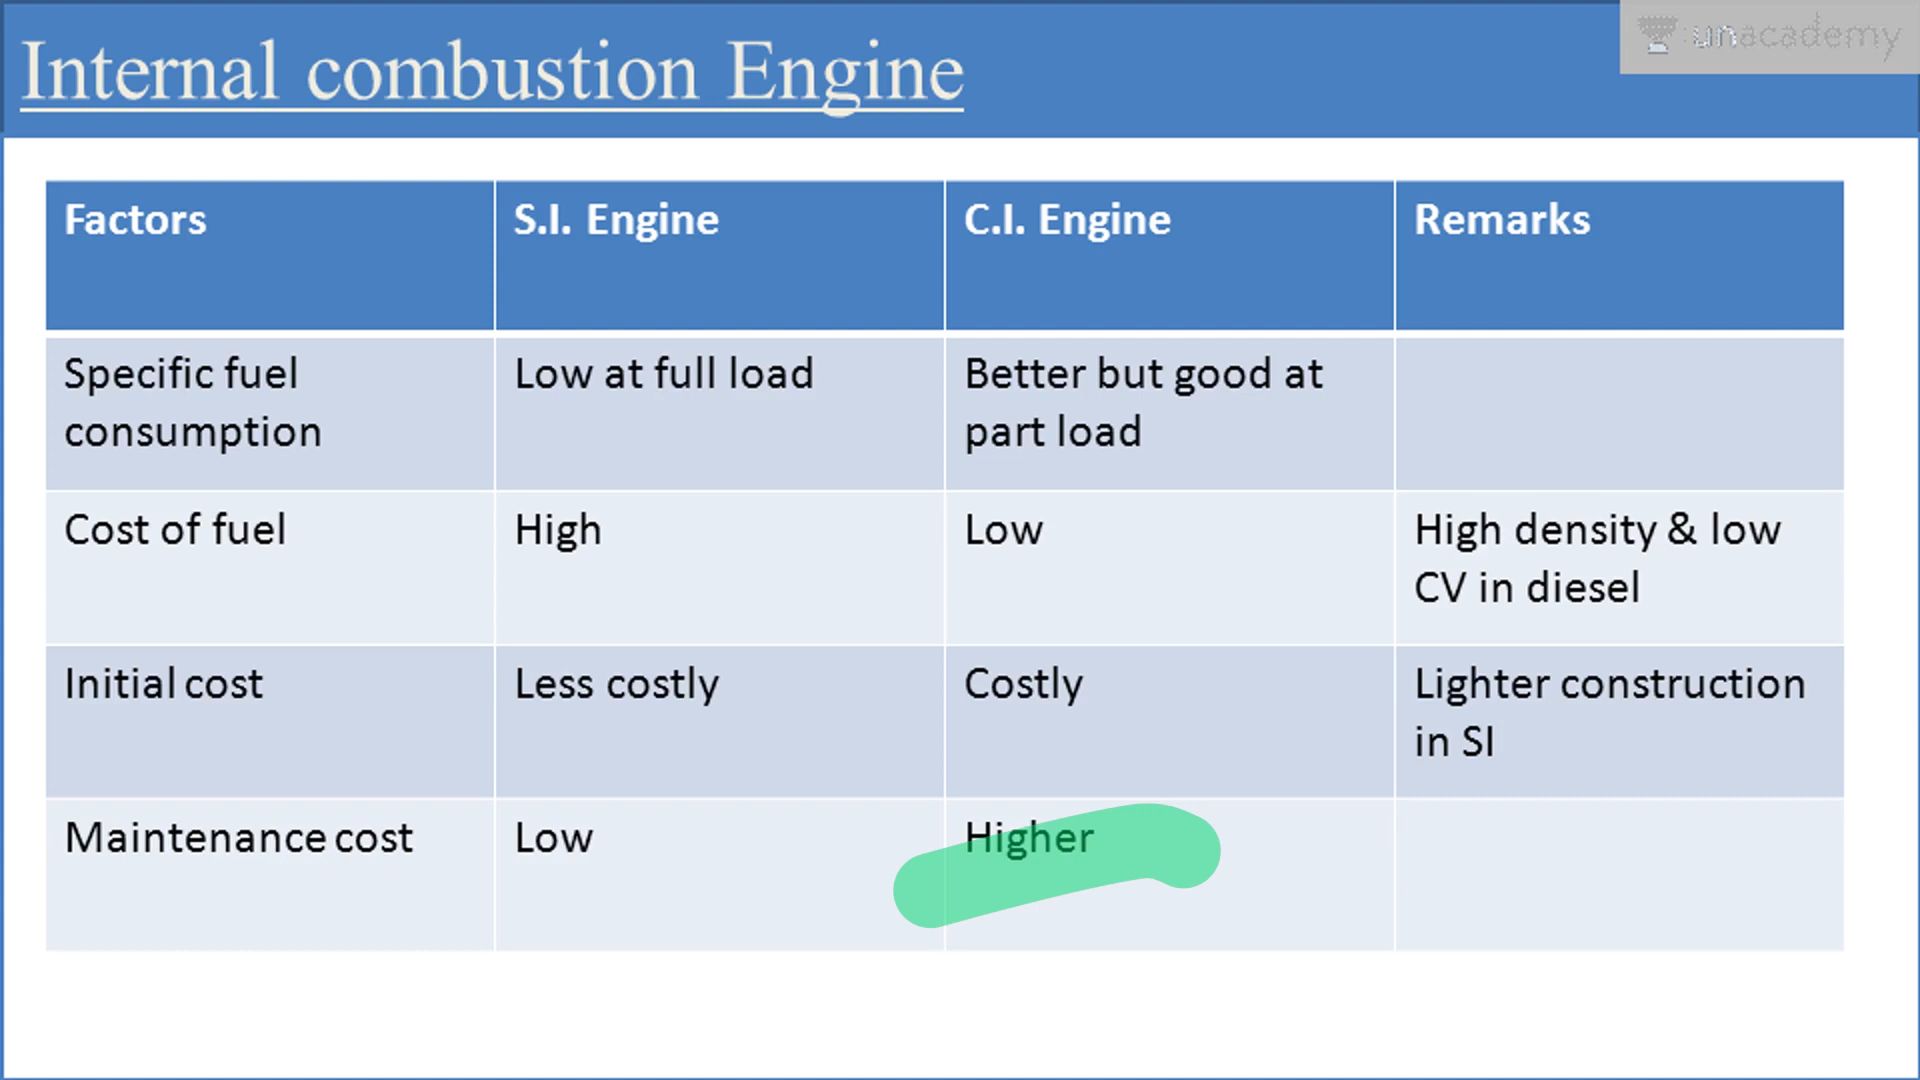 Internal combustion Engine
unacademy
Factors S.I. Engine C.I. Engine Remarks
Specific fuel consumption Low at full load Better but good at part load
Cost of fuel High Low High density & low CV in diesel
Initial cost Less costly Costly Lighter construction in SI
Maintenance cost Low Higher